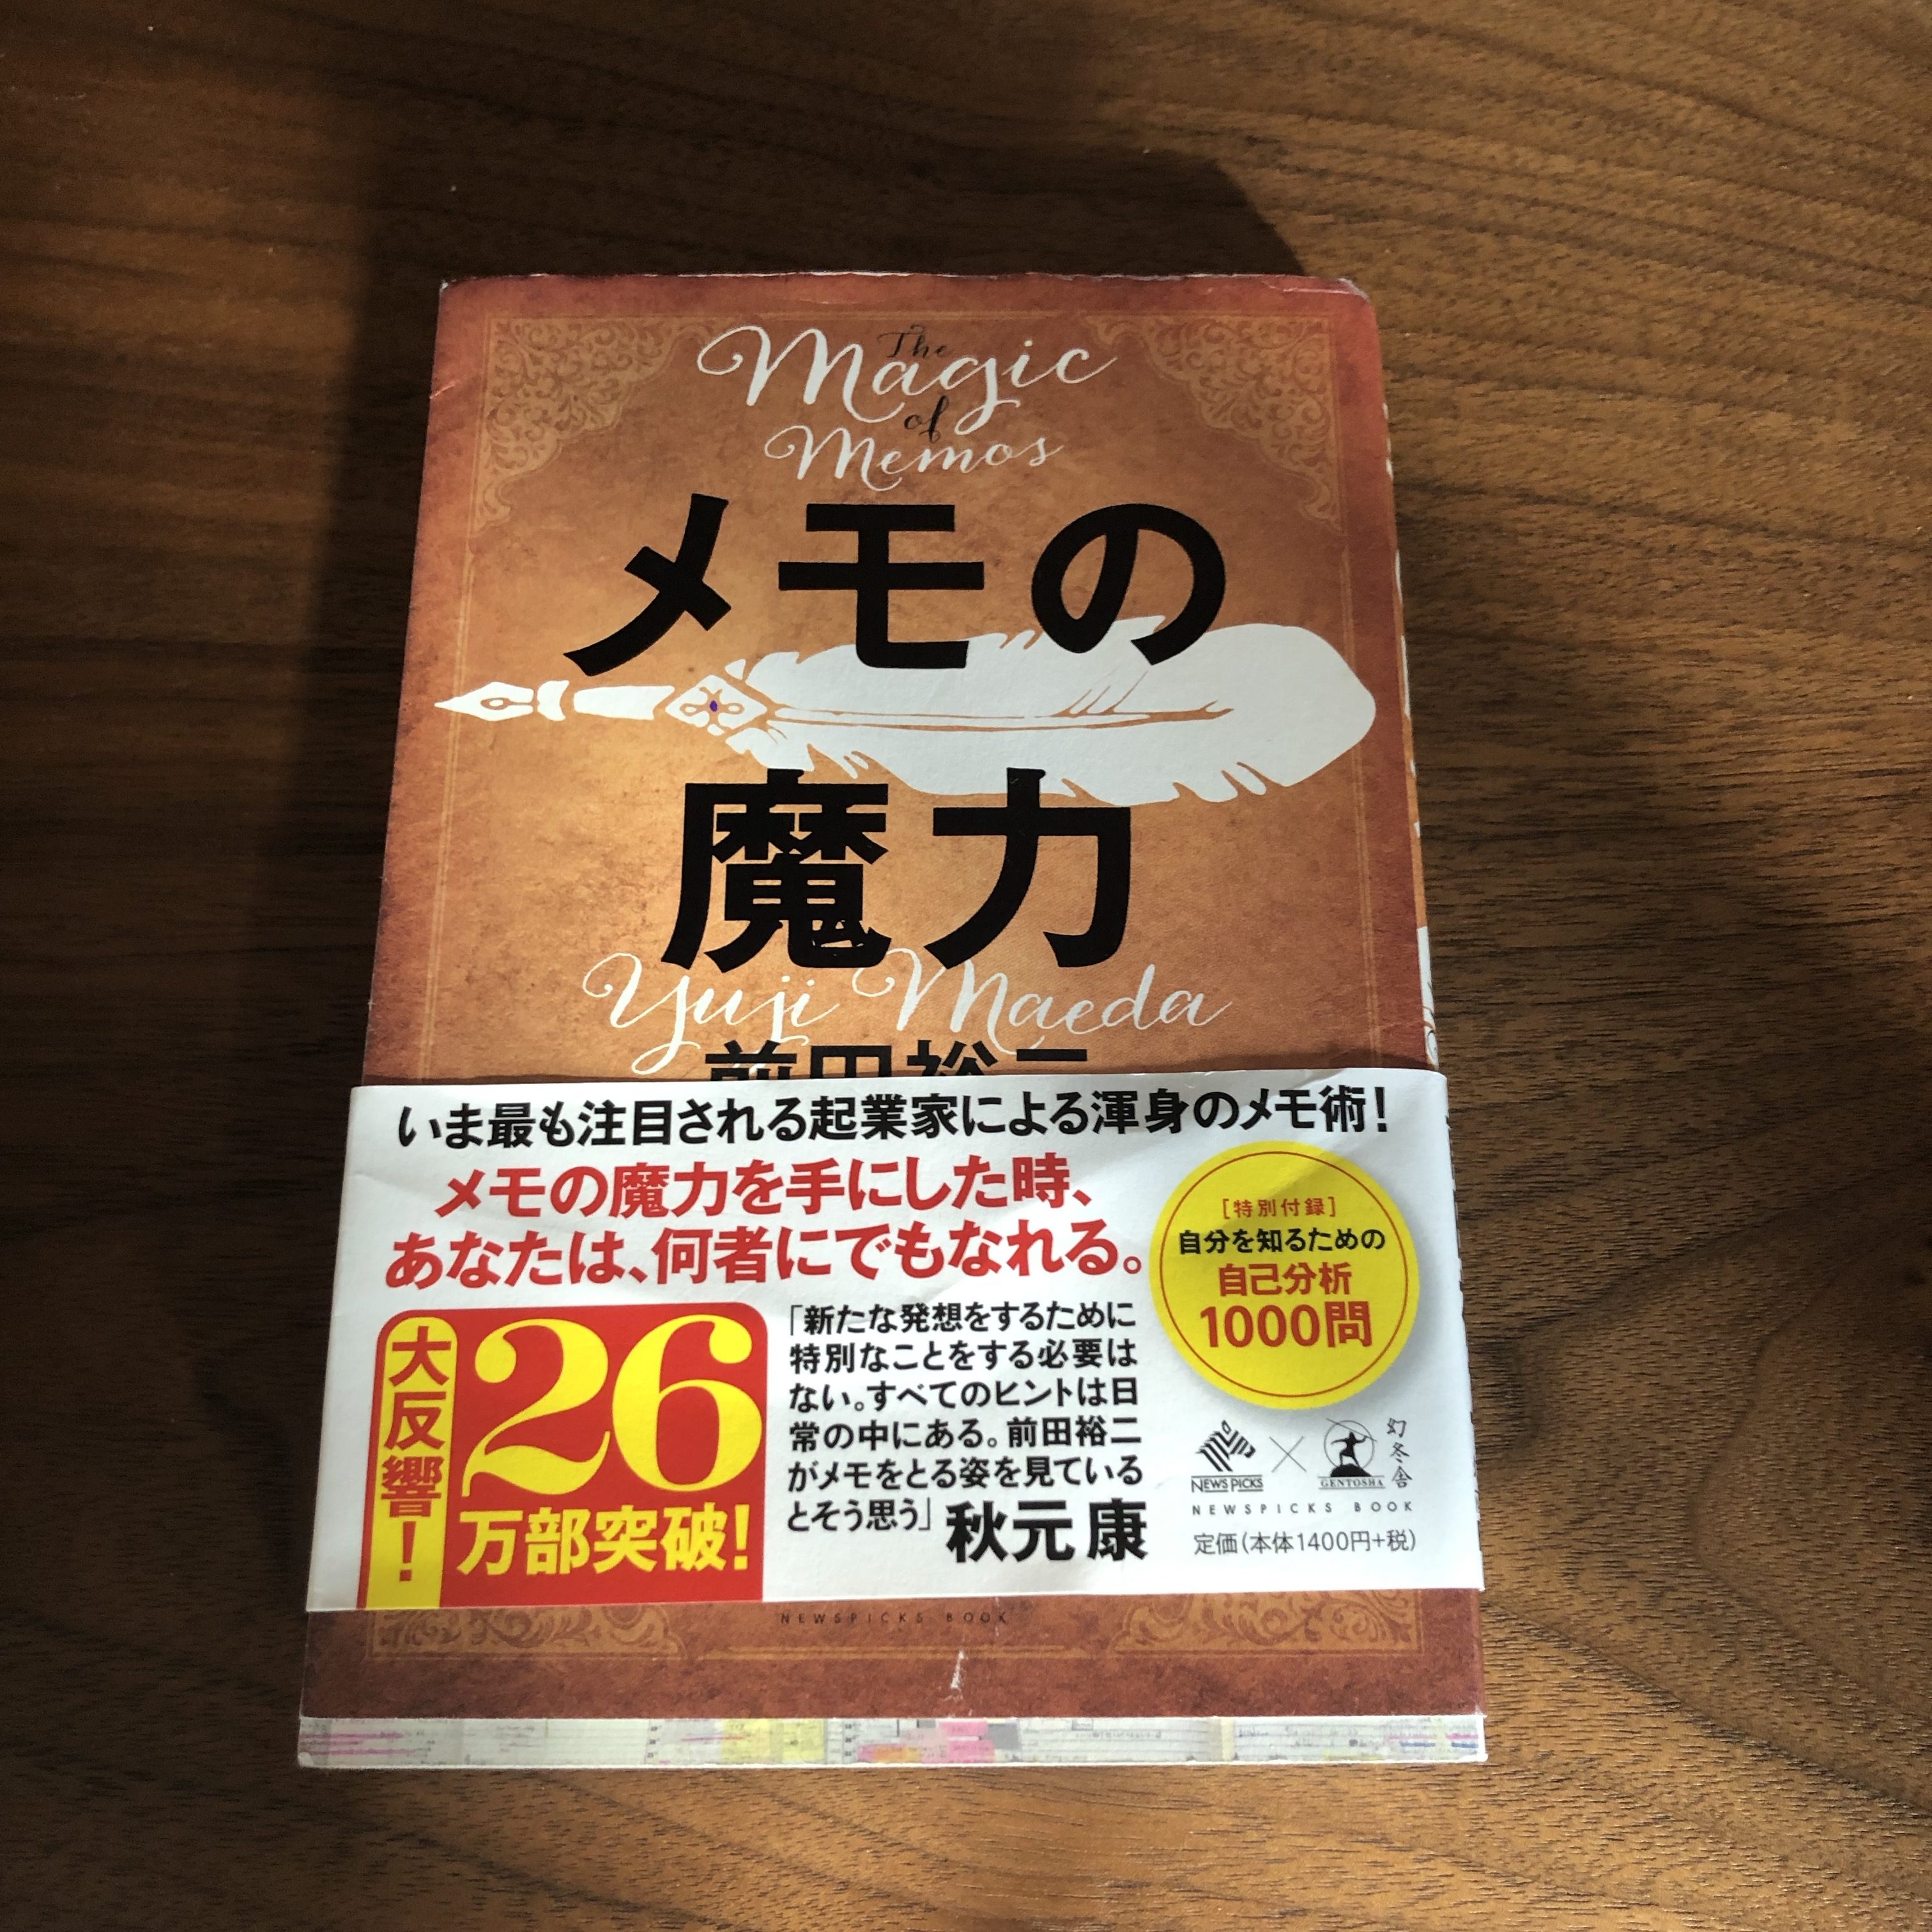 The
Magic
of
Memos
メモの
魔力
Yuji Maeda
前田裕二
いま最も注目される起業家による渾身のメモ術！
メモの魔力を手にした時、
あなたは、何者にでもなれる。
［特別付録］
自分を知るための
自己分析
1000問
大反響！
26
万部突破！
「新たな発想をするために
特別なことをする必要は
ない。すべてのヒントは日
常の中にある。前田裕二
がメモをとる姿を見ている
とそう思う」秋元 康
NEWS PICKS
GENTOSHA
幻冬舎
NEWSPICKS BOOK
定価（本体1400円+税）
NEWSPICKS BOOK